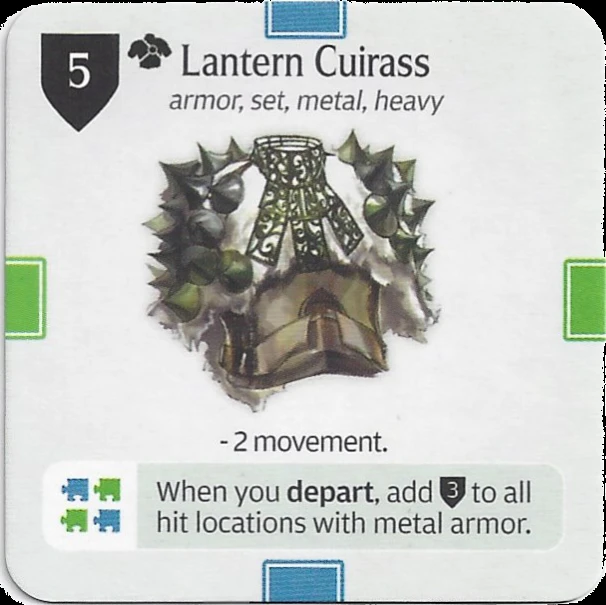 5
Lantern Cuirass
armor, set, metal, heavy
- 2 movement.
When you depart, add 3 to all
hit locations with metal armor.